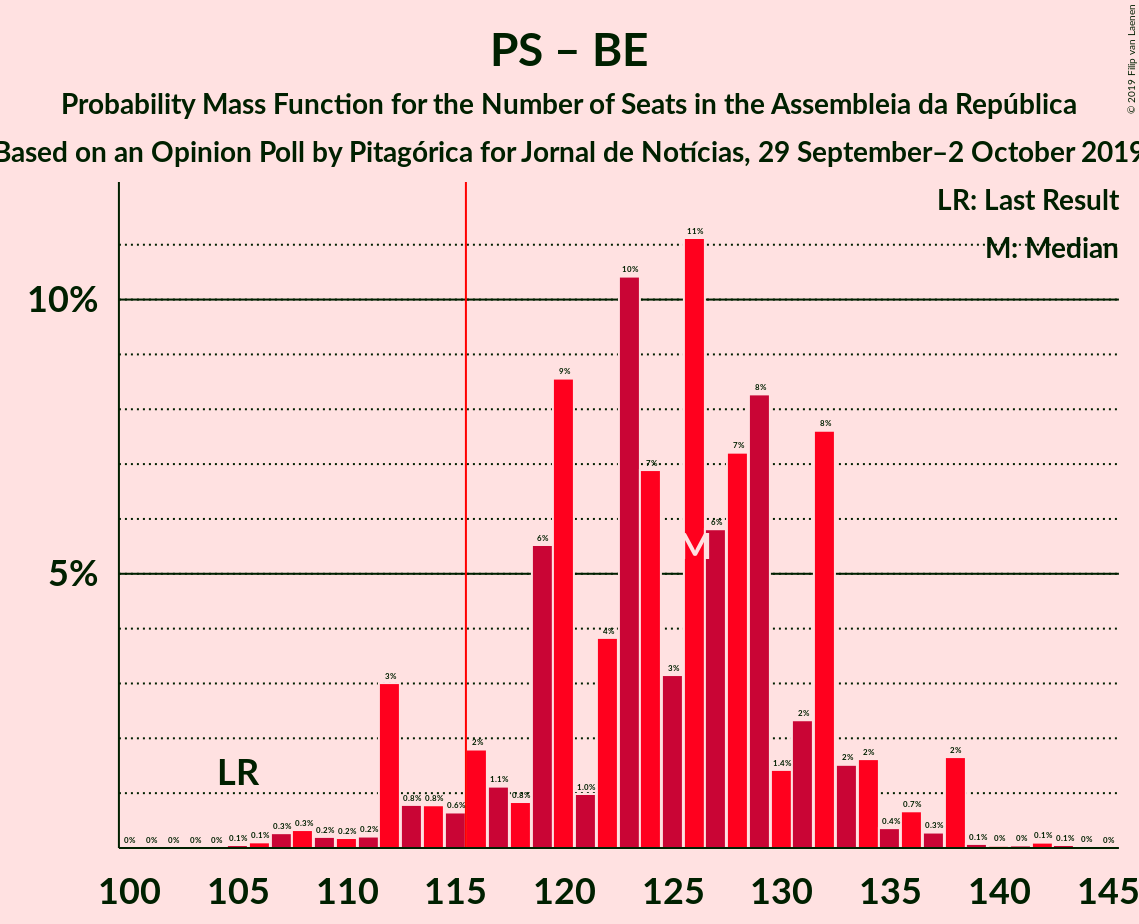 PS – BE
Probability Mass Function for the Number of Seats in the Assembleia da República
Based on an Opinion Poll by Pitagórica for Jornal de Notícias, 29 September–2 October 2019
© 2019 Filip van Laenen
LR: Last Result
M: Median
10%
5%
LR
M
0% 0% 0% 0% 0% 0.1% 0.1% 0.3% 0.3% 0.2% 0.2% 0.2% 3% 0.8% 0.8% 0.6% 2% 1.1% 0.8% 6% 9% 1.0% 4% 10% 7% 3% 11% 6% 7% 8% 1.4% 2% 8% 2% 2% 0.4% 0.7% 0.3% 2% 0.1% 0% 0% 0.1% 0.1% 0% 0%
100 105 110 115 120 125 130 135 140 145